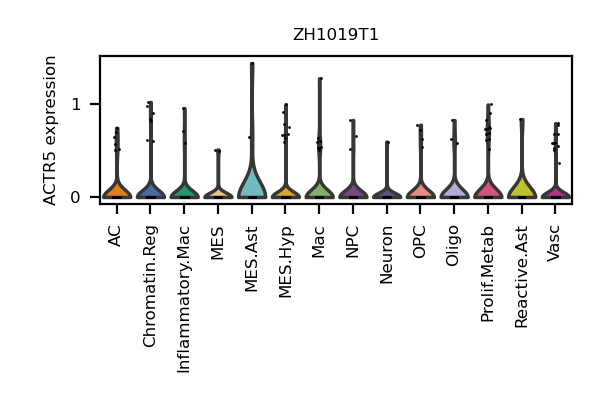 ZH1019T1
ACTR5 expression
1
0
AC
Chromatin.Reg
Inflammatory.Mac
MES
MES.Ast
MES.Hyp
Mac
NPC
Neuron
OPC
Oligo
Prolif.Metab
Reactive.Ast
Vasc